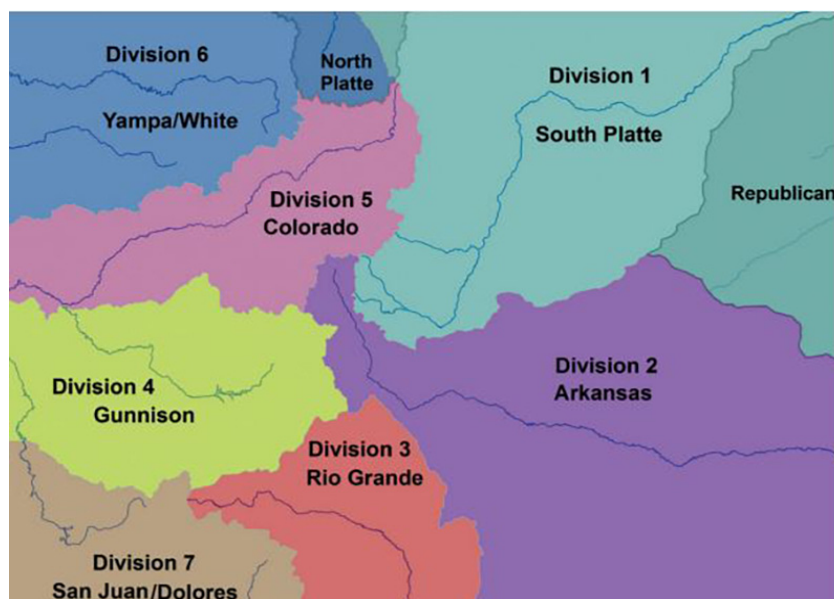 Division 6
Yampa/White
North
Platte
Division 1
South Platte
Republican
Division 5
Colorado
Division 2
Arkansas
Division 4
Gunnison
Division 3
Rio Grande
Division 7
San Juan/Dolores